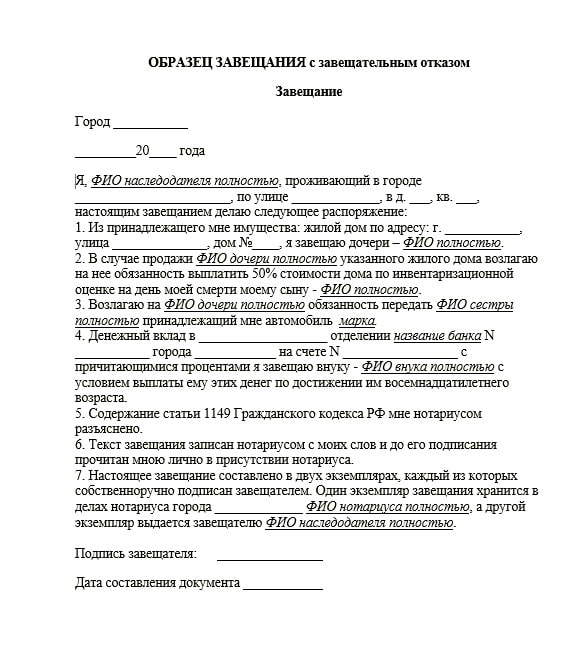 ОБРАЗЕЦ ЗАВЕЩАНИЯ с завещательным отказом
Завещание
Город ___________
_________20____ года
Я, ФИО наследодателя полностью, проживающий в городе
_______________________, по улице _____________, в д. ___, кв. ___,
настоящим завещанием делаю следующее распоряжение:
1. Из принадлежащего мне имущества: жилой дом по адресу: г. ___________,
улица ______________, дом №____, я завещаю дочери – ФИО полностью.
2. В случае продажи ФИО дочери полностью указанного жилого дома возлагаю
на нее обязанность выплатить 50% стоимости дома по инвентаризационной
оценке на день моей смерти моему сыну - ФИО полностью.
3. Возлагаю на ФИО дочери полностью обязанность передать ФИО сестры
полностью принадлежащий мне автомобиль марка.
4. Денежный вклад в ___________________ отделении название банка N
___________ города ____________ на счете N _________________ с
причитающимися процентами я завещаю внуку - ФИО внука полностью с
условием выплаты ему этих денег по достижении им восемнадцатилетнего
возраста.
5. Содержание статьи 1149 Гражданского кодекса РФ мне нотариусом
разъяснено.
6. Текст завещания записан нотариусом с моих слов и до его подписания
прочитан мною лично в присутствии нотариуса.
7. Настоящее завещание составлено в двух экземплярах, каждый из которых
собственноручно подписан завещателем. Один экземпляр завещания хранится в
делах нотариуса города _____________ ФИО нотариуса полностью, а другой
экземпляр выдается завещателю ФИО наследодателя полностью.
Подпись завещателя: ________________
Дата составления документа ____________